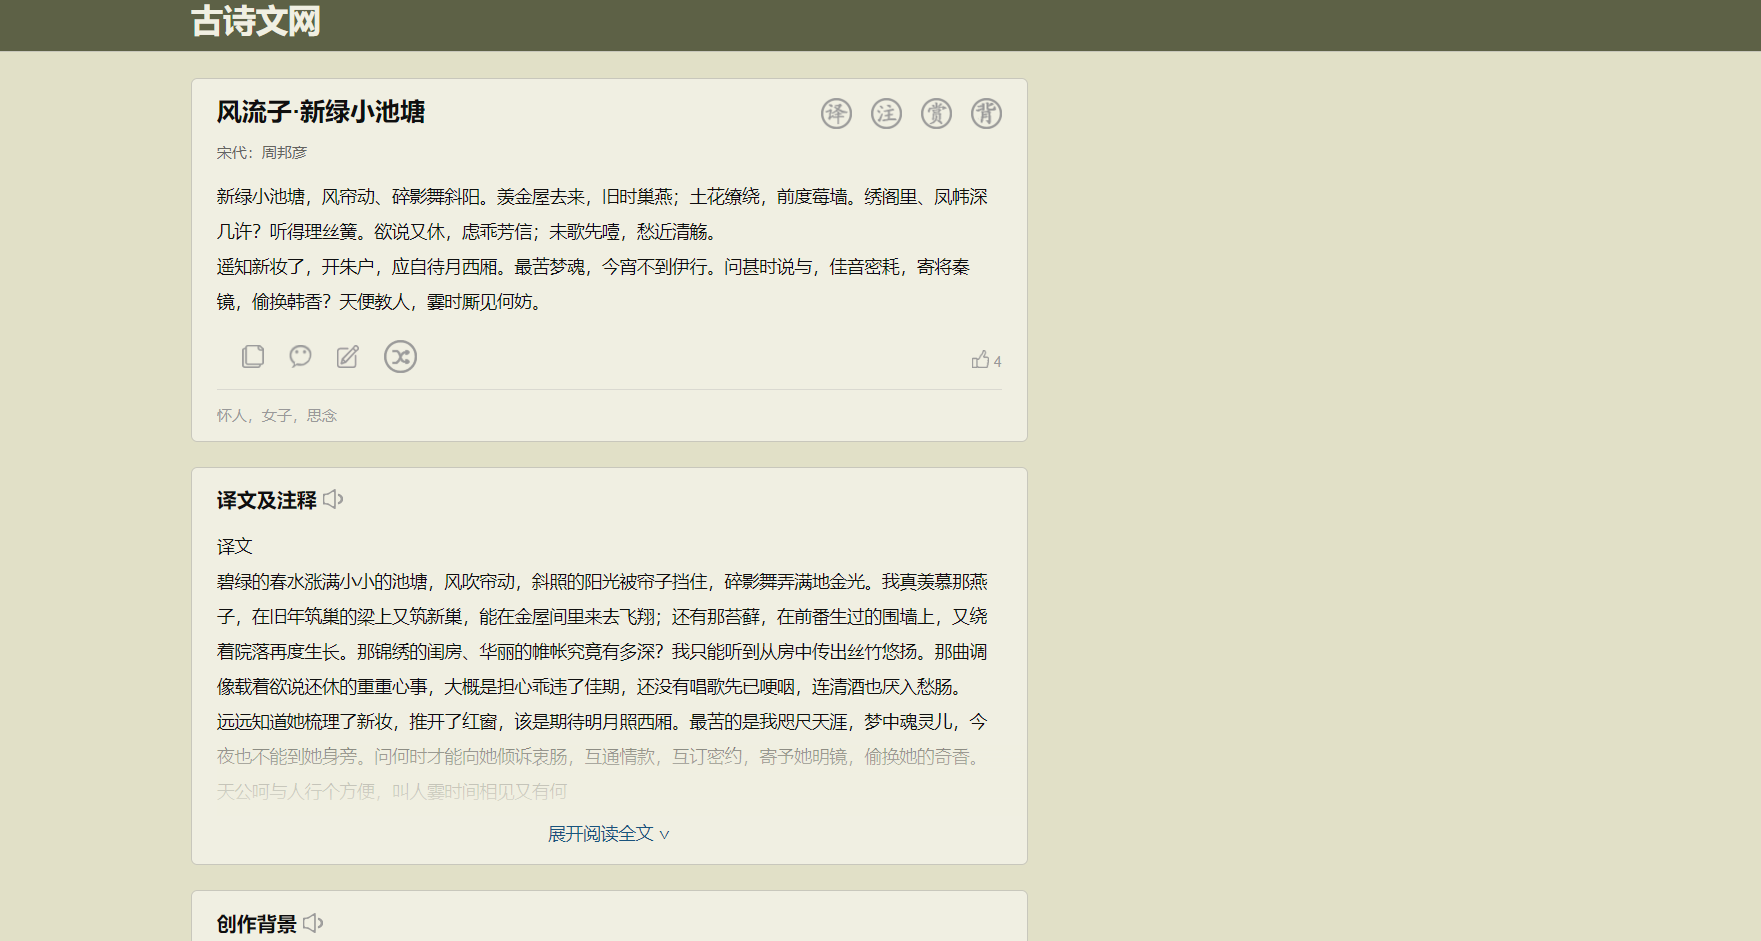 古诗文网
风流子·新绿小池塘
译 注 赏 背
宋代：周邦彦
新绿小池塘，风帘动、碎影舞斜阳。羡金屋去来，旧时巢燕；土花缭绕，前度莓墙。绣阁里、凤帏深
几许？听得理丝簧。欲说又休，虑乖芳信；未歌先噎，愁近清觞。
遥知新妆了，开朱户，应自待月西厢。最苦梦魂，今宵不到伊行。问甚时说与，佳音密耗，寄将秦
镜，偷换韩香？天便教人，霎时厮见何妨。
4
怀人，女子，思念
译文及注释
译文
碧绿的春水涨满小小的池塘，风吹帘动，斜照的阳光被帘子挡住，碎影舞弄满地金光。我真羡慕那燕
子，在旧年筑巢的梁上又筑新巢，能在金屋间里来去飞翔；还有那苔藓，在前番生过的围墙上，又绕
着院落再度生长。那锦绣的闺房、华丽的帷帐究竟有多深？我只能听到从房中传出丝竹悠扬。那曲调
像载着欲说还休的重重心事，大概是担心乖违了佳期，还没有唱歌先已哽咽，连清酒也厌入愁肠。
远远知道她梳理了新妆，推开了红窗，该是期待明月照西厢。最苦的是我咫尺天涯，梦中魂灵儿，今
夜也不能到她身旁。问何时才能向她倾诉衷肠，互通情款，互订密约，寄予她明镜，偷换她的奇香。
天公呵与人行个方便，叫人霎时间相见又有何
展开阅读全文 ∨
创作背景